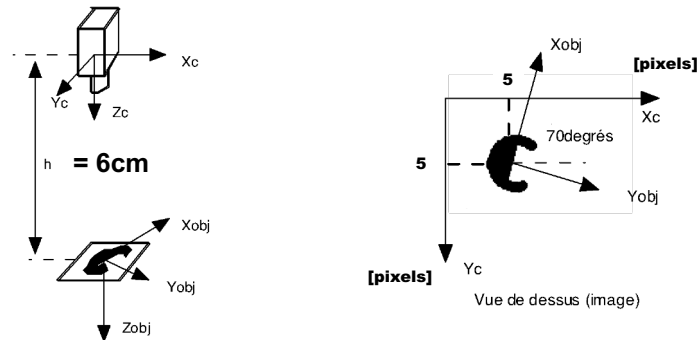 Xc
Yc
Zc
h = 6cm
Xobj
Yobj
Zobj
Xobj
[pixels]
5
Xc
70degrés
5
Yobj
Yc
[pixels]
Vue de dessus (image)